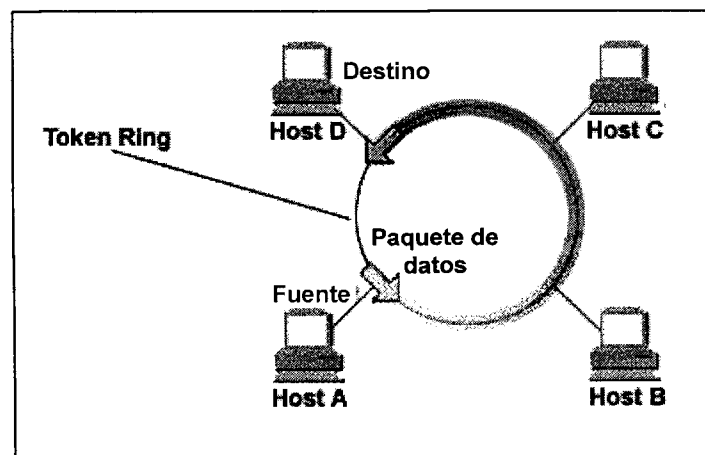 Destino
Host D
Host C
Token Ring
Paquete de
datos
Fuente
Host A
Host B